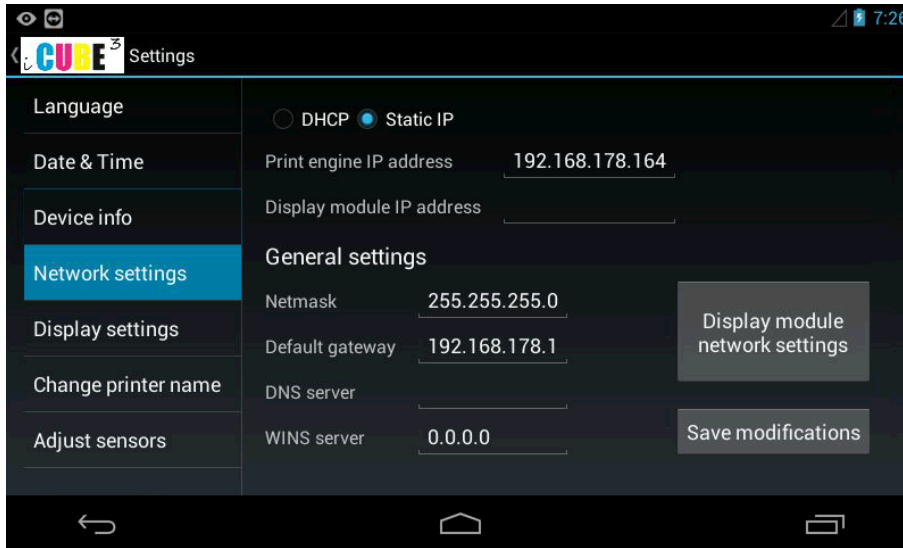 7:26
iCUBE3 Settings
Language
Date & Time
Device info
Network settings
Display settings
Change printer name
Adjust sensors
DHCP Static IP
Print engine IP address 192.168.178.164
Display module IP address
General settings
Netmask 255.255.255.0
Default gateway 192.168.178.1
DNS server
WINS server 0.0.0.0
Display module
network settings
Save modifications